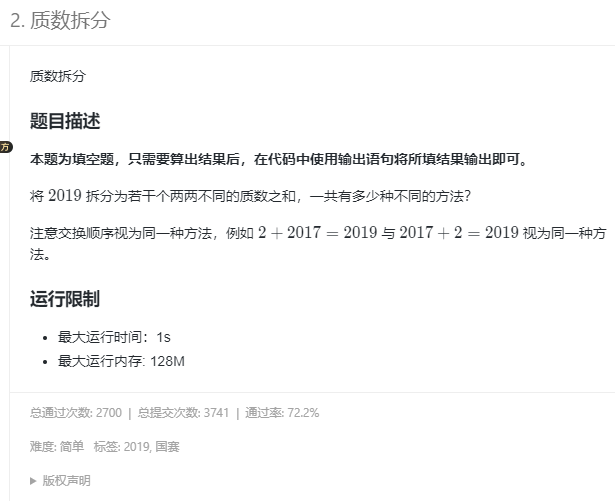 2. 质数拆分
质数拆分
题目描述
方
本题为填空题，只需要算出结果后，在代码中使用输出语句将所填结果输出即可。
将 2019 拆分为若干个两两不同的质数之和，一共有多少种不同的方法？
注意交换顺序视为同一种方法，例如 2 + 2017 = 2019 与 2017 + 2 = 2019 视为同一种方
法。
运行限制
• 最大运行时间：1s
• 最大运行内存: 128M
总通过次数: 2700 | 总提交次数: 3741 | 通过率: 72.2%
难度: 简单 标签: 2019, 国赛
▶ 版权声明